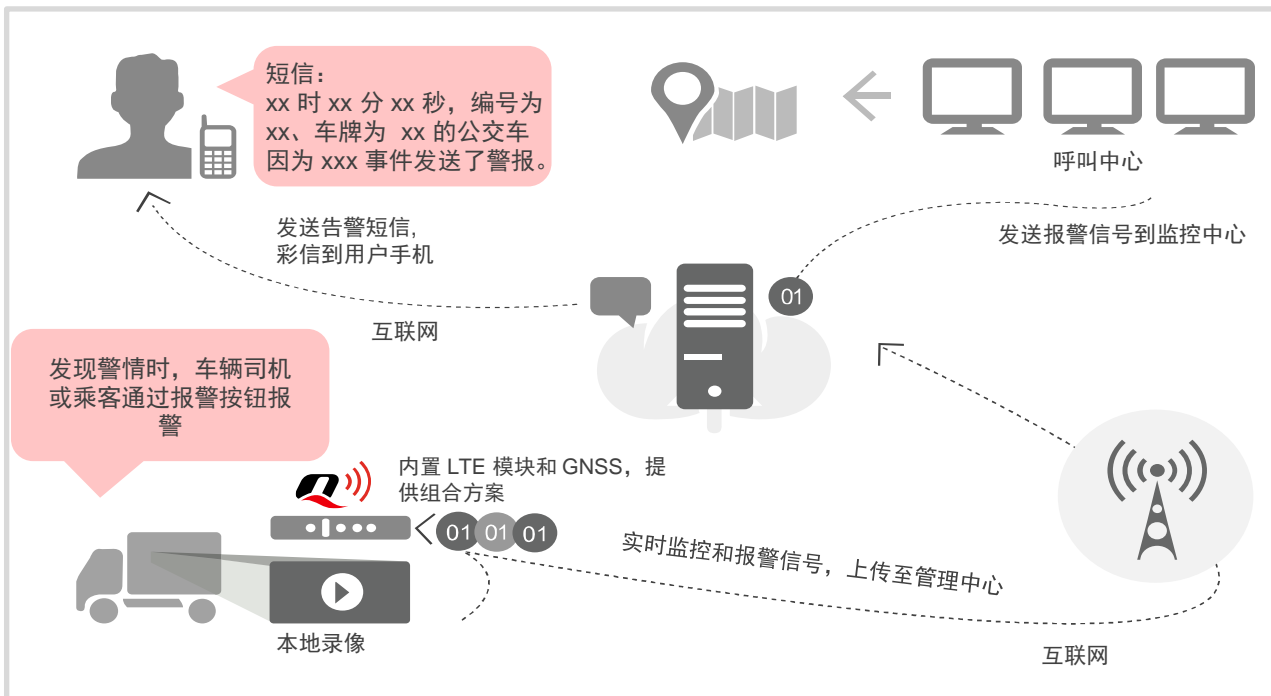 短信：
xx 时 xx 分 xx 秒，编号为
xx、车牌为 xx 的公交车
因为 xxx 事件发送了警报。
呼叫中心
发送告警短信,
彩信到用户手机
发送报警信号到监控中心
01
互联网
发现警情时，车辆司机
或乘客通过报警按钮报
警
内置 LTE 模块和 GNSS，提
供组合方案
01 01 01
实时监控和报警信号，上传至管理中心
本地录像
互联网